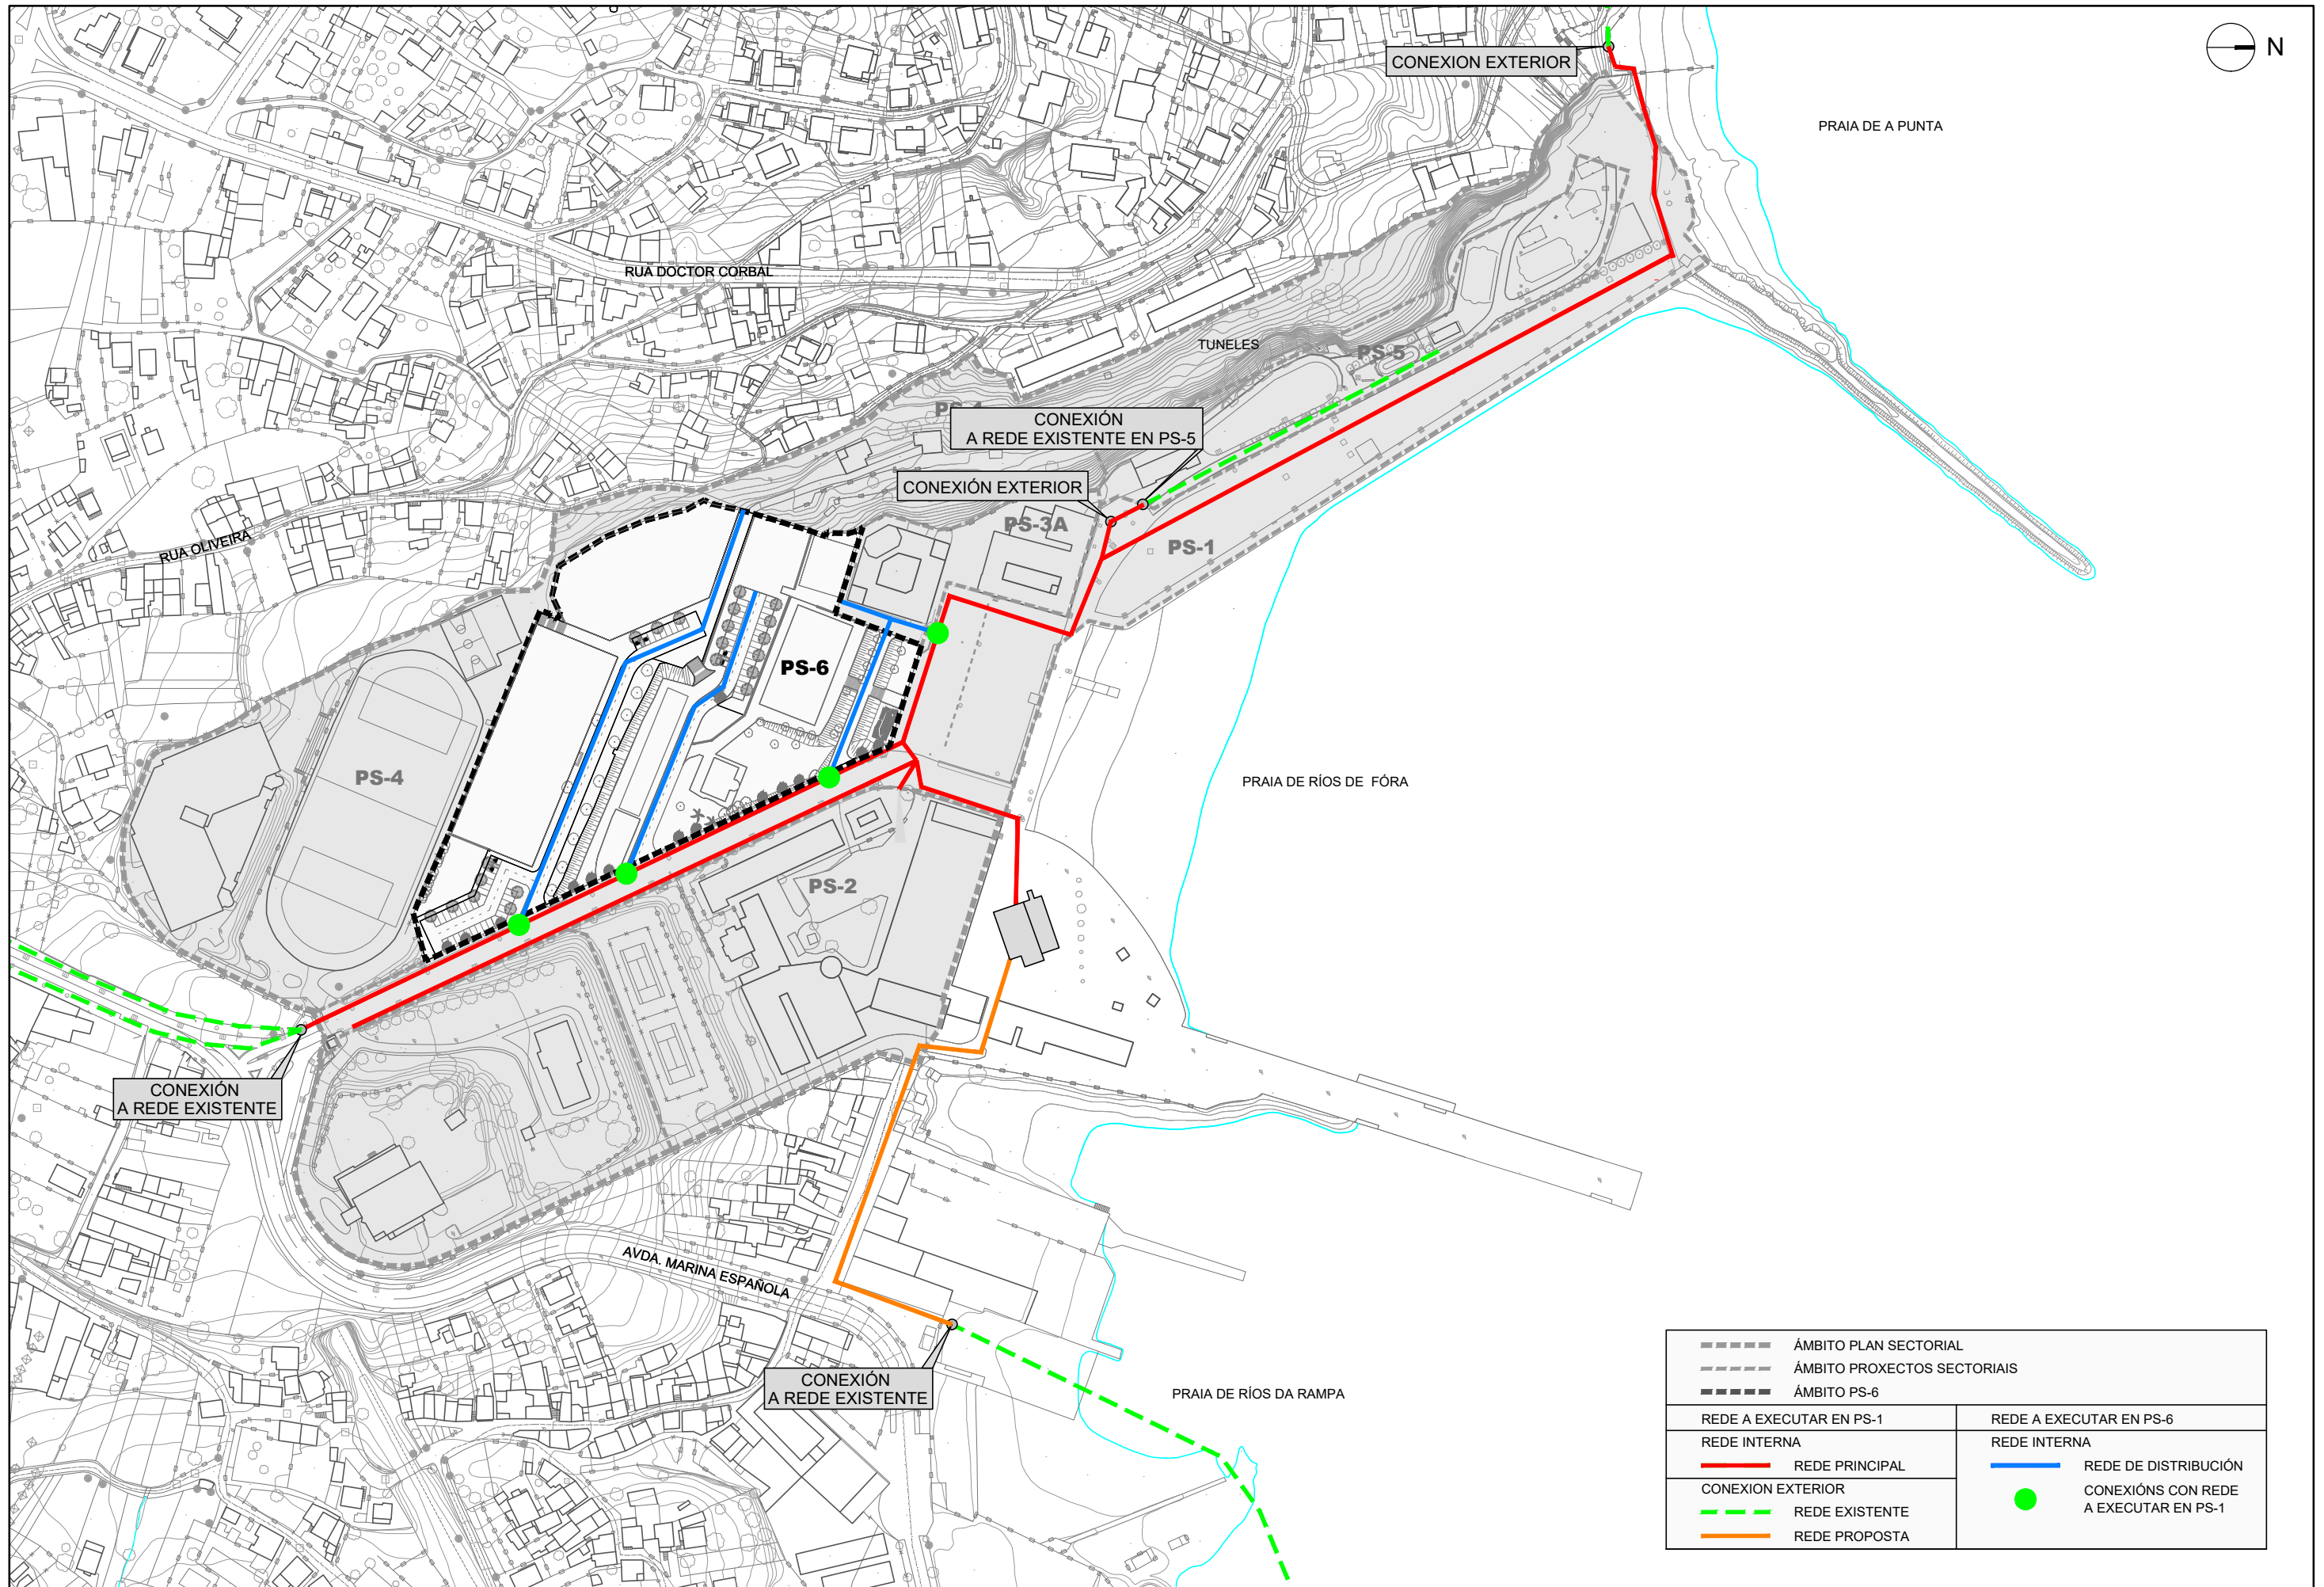 N
CONEXION EXTERIOR
PRAIA DE A PUNTA
RUA DOCTOR CORBAL
TUNELES
PS-5
CONEXIÓN
A REDE EXISTENTE EN PS-5
CONEXIÓN EXTERIOR
PS-3A
PS-1
RUA OLIVEIRA
PS-6
PS-4
PRAIA DE RÍOS DE FÓRA
PS-2
CONEXIÓN
A REDE EXISTENTE
AVDA. MARINA ESPAÑOLA
CONEXIÓN
A REDE EXISTENTE
PRAIA DE RÍOS DA RAMPA
ÁMBITO PLAN SECTORIAL
ÁMBITO PROXECTOS SECTORIAIS
ÁMBITO PS-6
REDE A EXECUTAR EN PS-1
REDE INTERNA
REDE PRINCIPAL
CONEXION EXTERIOR
REDE EXISTENTE
REDE PROPOSTA
REDE A EXECUTAR EN PS-6
REDE INTERNA
REDE DE DISTRIBUCIÓN
CONEXIÓNS CON REDE
A EXECUTAR EN PS-1